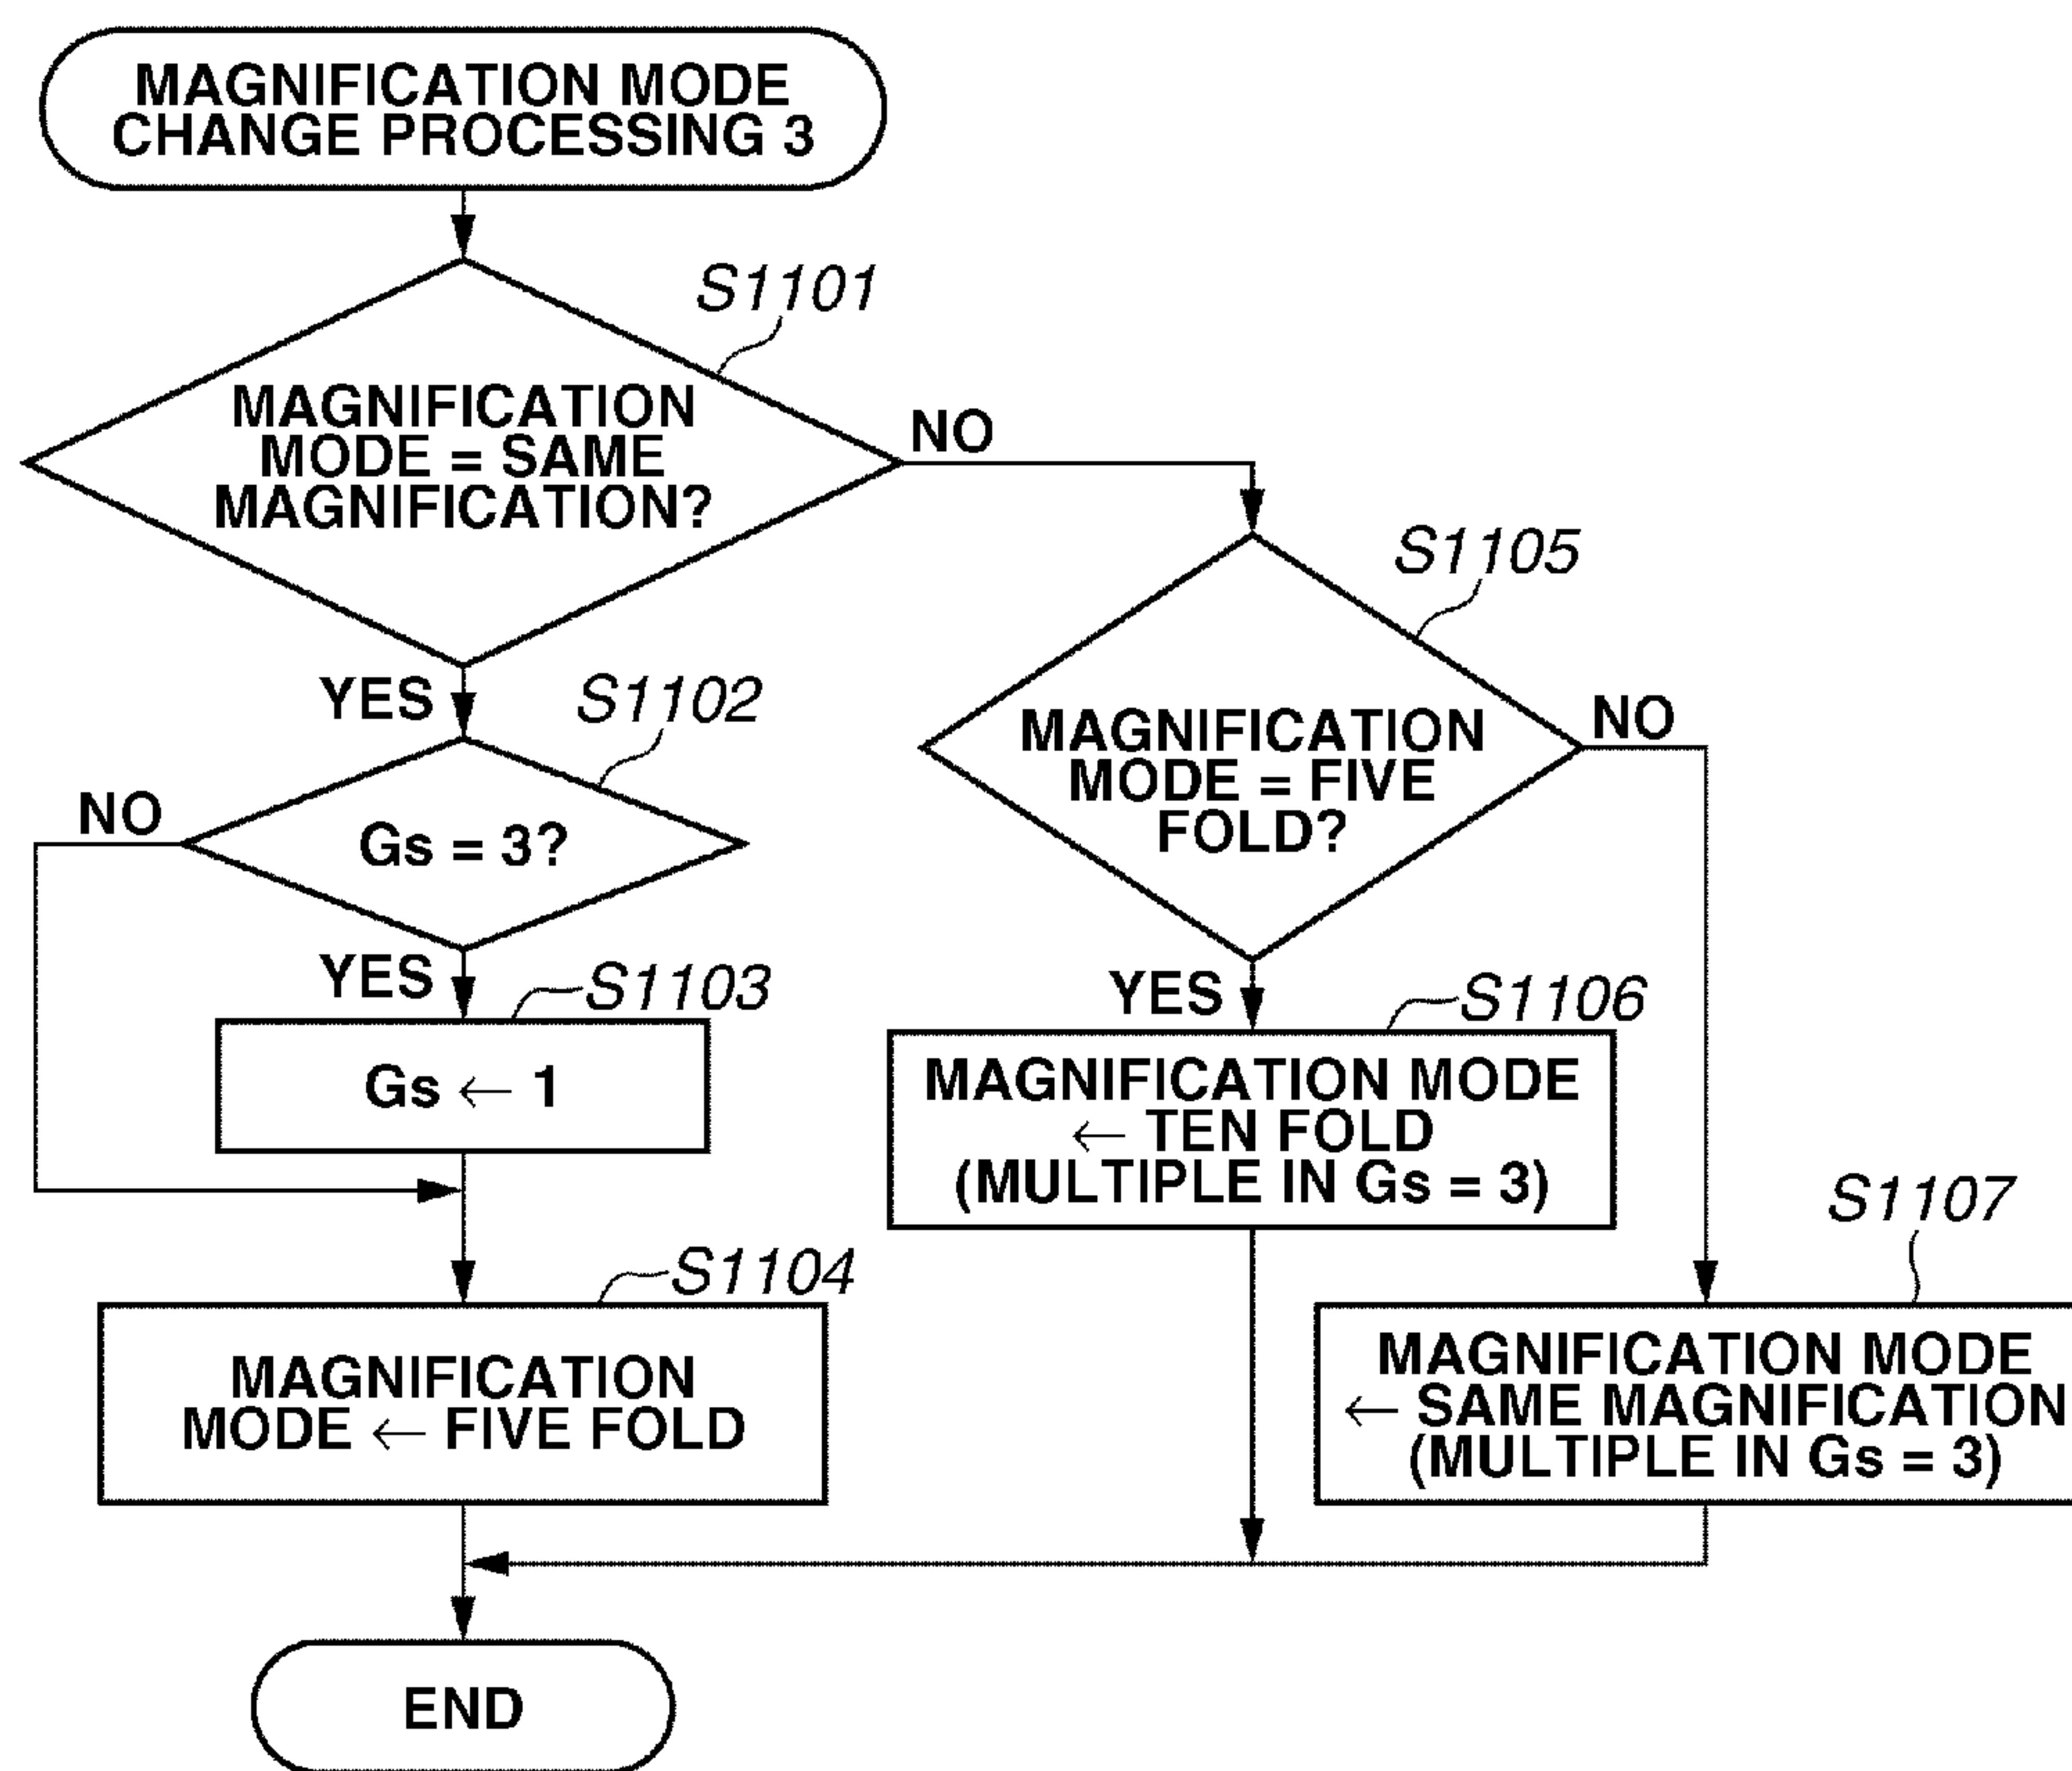 MAGNIFICATION MODE
CHANGE PROCESSING 3
S1101
MAGNIFICATION
MODE = SAME
MAGNIFICATION?
NO
YES
S1102
Gs = 3?
NO
YES
S1103
Gs ← 1
S1104
MAGNIFICATION
MODE ← FIVE FOLD
S1105
MAGNIFICATION
MODE = FIVE
FOLD?
NO
YES
S1106
MAGNIFICATION MODE
← TEN FOLD
(MULTIPLE IN Gs = 3)
S1107
MAGNIFICATION MODE
← SAME MAGNIFICATION
(MULTIPLE IN Gs = 3)
END